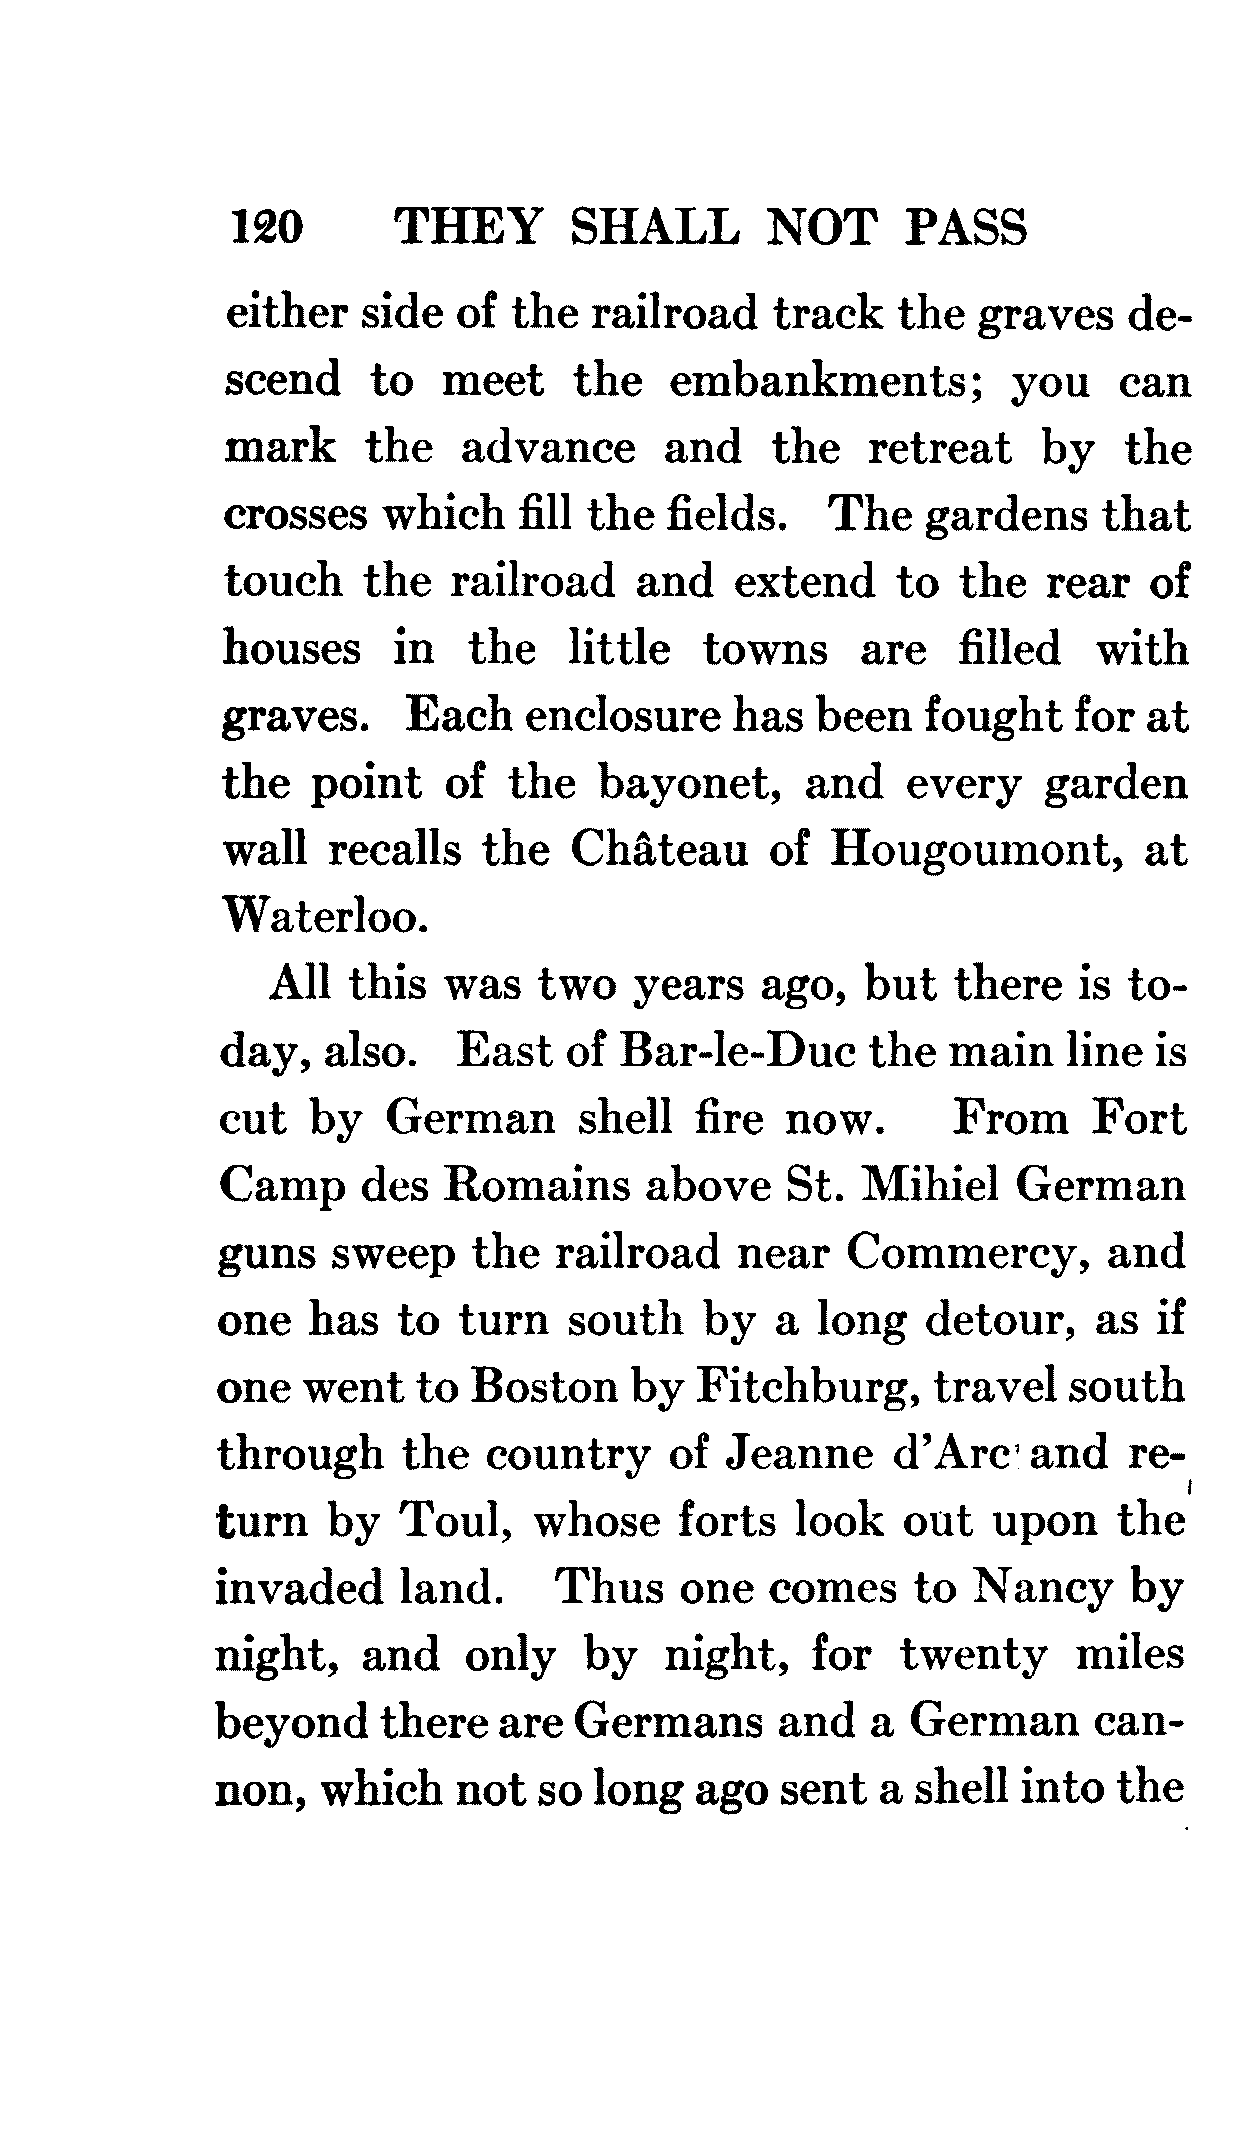 120 THEY SHALL NOT PASS
either side of the railroad track the graves de-
scend to meet the embankments; you can
mark the advance and the retreat by the
crosses which fill the fields. The gardens that
touch the railroad and extend to the rear of
houses in the little towns are filled with
graves. Each enclosure has been fought for at
the point of the bayonet, and every garden
wall recalls the Château of Hougoumont, at
Waterloo.
All this was two years ago, but there is to-
day, also. East of Bar-le-Duc the main line is
cut by German shell fire now. From Fort
Camp des Romains above St. Mihiel German
guns sweep the railroad near Commercy, and
one has to turn south by a long detour, as if
one went to Boston by Fitchburg, travel south
through the country of Jeanne d'Arc and re-
turn by Toul, whose forts look out upon the
invaded land. Thus one comes to Nancy by
night, and only by night, for twenty miles
beyond there are Germans and a German can-
non, which not so long ago sent a shell into the